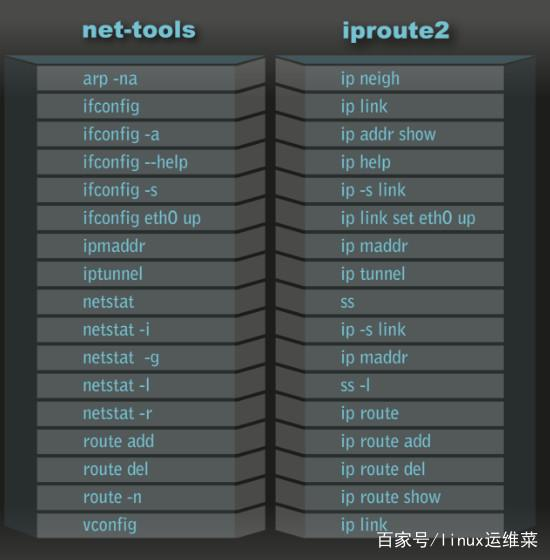 net-tools iproute2
arp -na ip neigh
ifconfig ip link
ifconfig -a ip addr show
ifconfig --help ip help
ifconfig -s ip -s link
ifconfig eth0 up ip link set eth0 up
ipmaddr ip maddr
iptunnel ip tunnel
netstat ss
netstat -i ip -s link
netstat  -g ip maddr
netstat -l ss -l
netstat -r ip route
route add ip route add
route del ip route del
route -n ip route show
vconfig ip link
百家号/linux运维菜